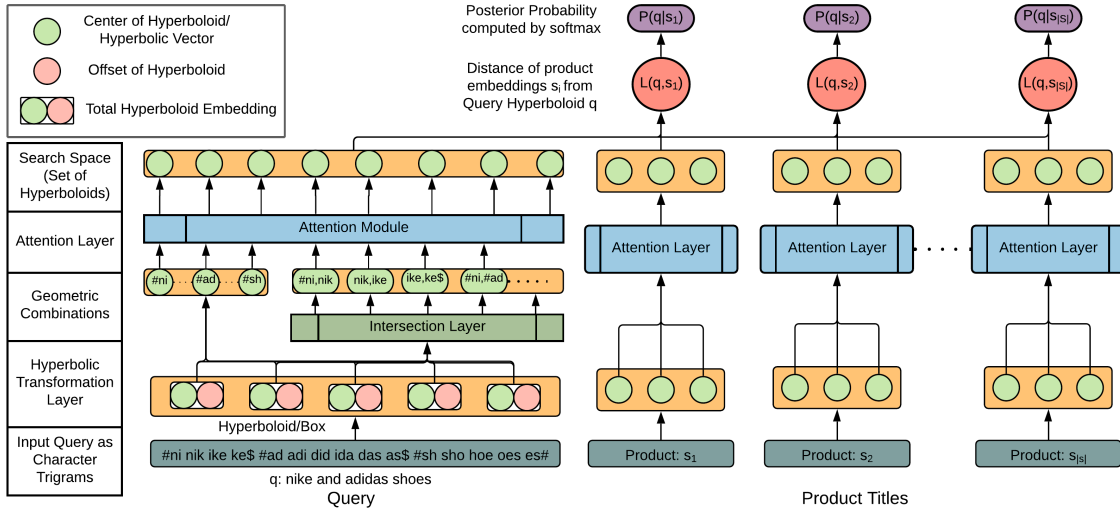 Center of Hyperboloid/
Hyperbolic Vector
Offset of Hyperboloid
Total Hyperboloid Embedding
Posterior Probability
computed by softmax
P(q|s1)
P(q|s2)
P(q|s|S|)
Distance of product
embeddings si from
Query Hyperboloid q
L(q,s1)
L(q,s2)
L(q,s|S|)
Search Space
(Set of
Hyperboloids)
Attention Layer
Attention Module
Attention Layer
Attention Layer
Attention Layer
Geometric
Combinations
#ni #ad #sh
#ni,nik nik,ike ike,ke$ #ni,#ad
Intersection Layer
Hyperbolic
Transformation
Layer
Hyperboloid/Box
Input Query as
Character
Trigrams
#ni nik ike ke$ #ad adi did ida das as$ #sh sho hoe oes es#
Product: s1
Product: s2
Product: s|s|
q: nike and adidas shoes
Query
Product Titles